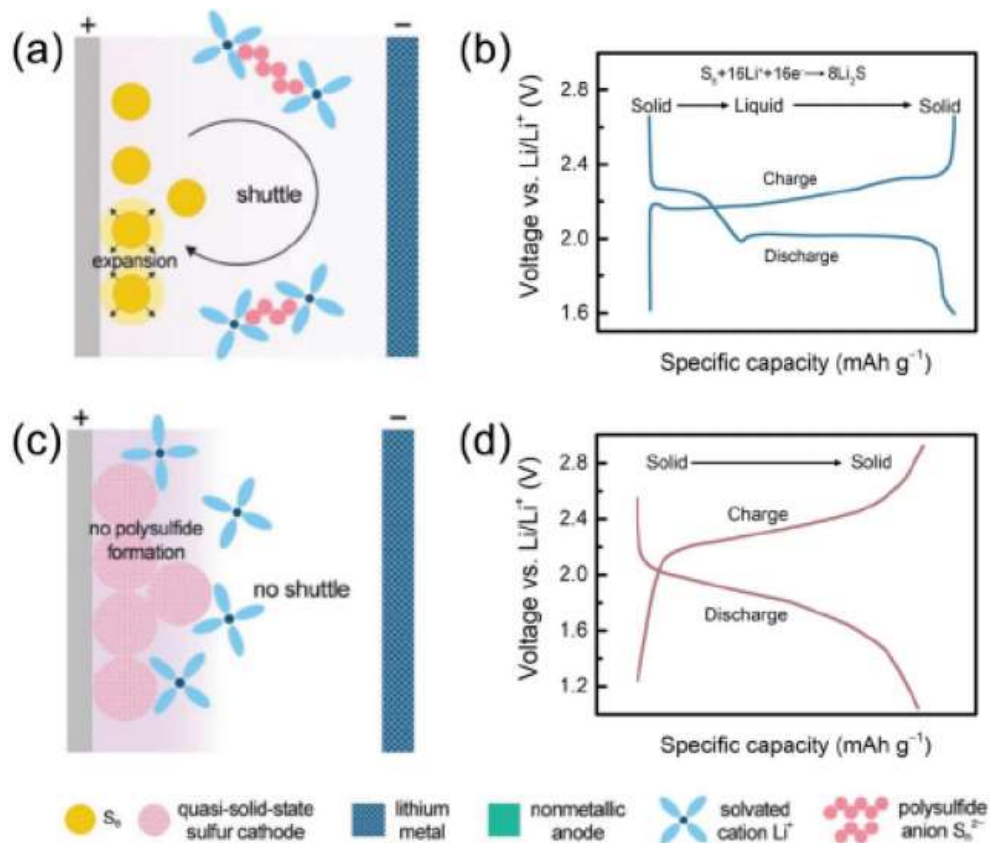 (a)
+
−
shuttle
expansion
(b)
Voltage vs. Li/Li⁺ (V)
2.8
2.4
2.0
1.6
S₈+16Li⁺+16e⁻→ 8Li₂S
Solid → Liquid → Solid
Charge
Discharge
Specific capacity (mAh g⁻¹)
(c)
+
−
no polysulfide
formation
no shuttle
(d)
Voltage vs. Li/Li⁺ (V)
2.8
2.4
2.0
1.6
1.2
Solid → Solid
Charge
Discharge
Specific capacity (mAh g⁻¹)
S₈
quasi-solid-state
sulfur cathode
lithium
metal
nonmetallic
anode
solvated
cation Li⁺
polysulfide
anion Sₙ²⁻